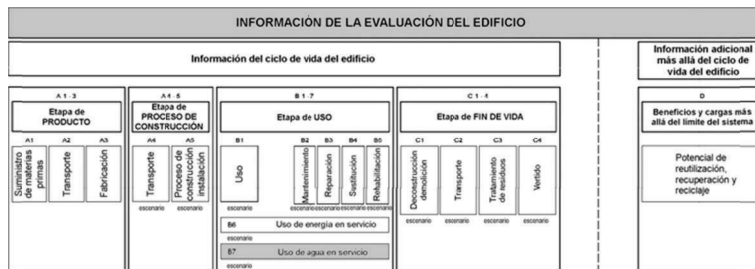 INFORMACIÓN DE LA EVALUACIÓN DEL EDIFICIO
Información del ciclo de vida del edificio
Información adicional
más allá del ciclo de
vida del edificio
A 1 - 3
Etapa de
PRODUCTO
A1
Suministro
de materias
primas
A2
Transporte
A3
Fabricación
A 4 - 5
Etapa de
PROCESO DE
CONSTRUCCIÓN
A4
Transporte
escenario
A5
Proceso de
construcción
instalación
escenario
B 1 - 7
Etapa de USO
B1
Uso
escenario
B2
Mantenimiento
escenario
B3
Reparación
escenario
B4
Sustitución
escenario
B5
Rehabilitación
escenario
B6 Uso de energía en servicio
escenario
B7 Uso de agua en servicio
escenario
C 1 - 4
Etapa de FIN DE VIDA
C1
Deconstrucción
demolición
escenario
C2
Transporte
escenario
C3
Tratamiento
de residuos
escenario
C4
Vertido
escenario
D
Beneficios y cargas más
allá del límite del sistema
Potencial de
reutilización,
recuperación y
reciclaje